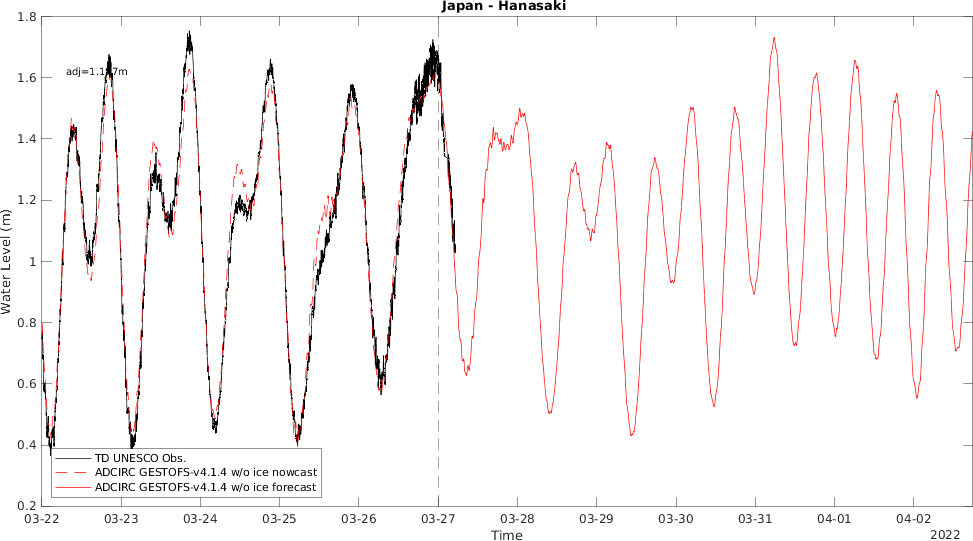 Japan - Hanasaki
1.8
1.6
1.4
1.2
1
0.8
0.6
0.4
0.2
Water Level (m)
TD UNESCO Obs.
ADCIRC GESTOFS-v4.1.4 w/o ice nowcast
ADCIRC GESTOFS-v4.1.4 w/o ice forecast
03-22 03-23 03-24 03-25 03-26 03-27 03-28 03-29 03-30 03-31 04-01 04-02
Time
2022